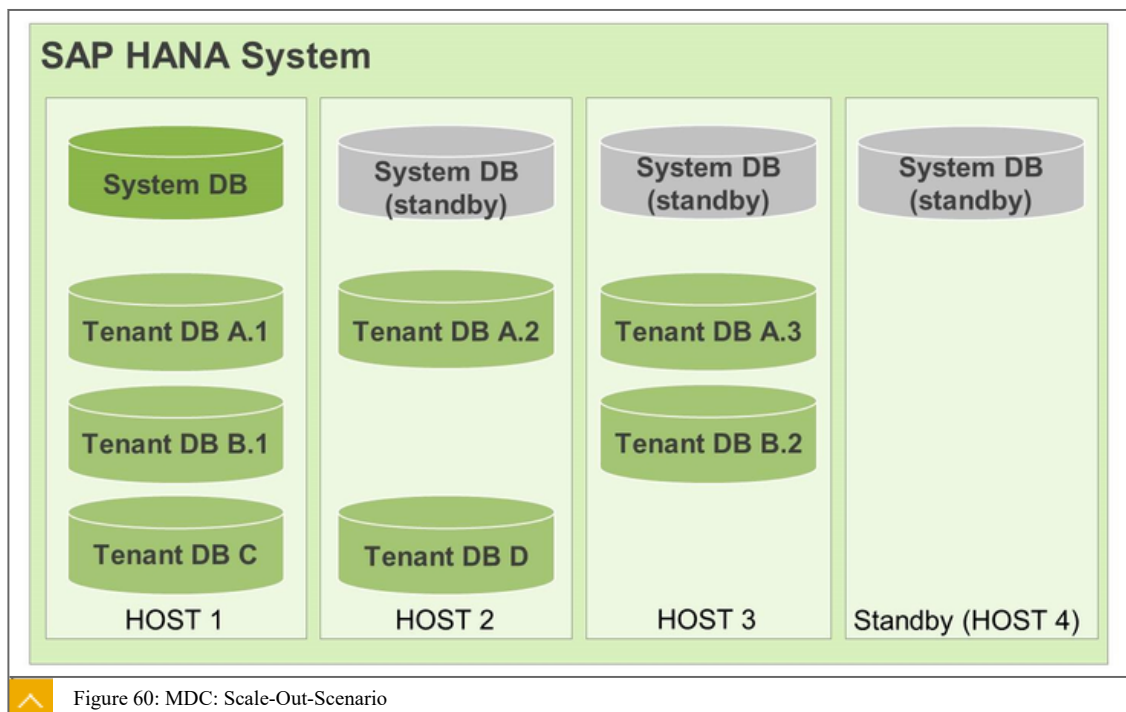 SAP HANA System
System DB
System DB
(standby)
System DB
(standby)
System DB
(standby)
Tenant DB A.1
Tenant DB A.2
Tenant DB A.3
Tenant DB B.1
Tenant DB B.2
Tenant DB C
Tenant DB D
HOST 1
HOST 2
HOST 3
Standby (HOST 4)
Figure 60: MDC: Scale-Out-Scenario